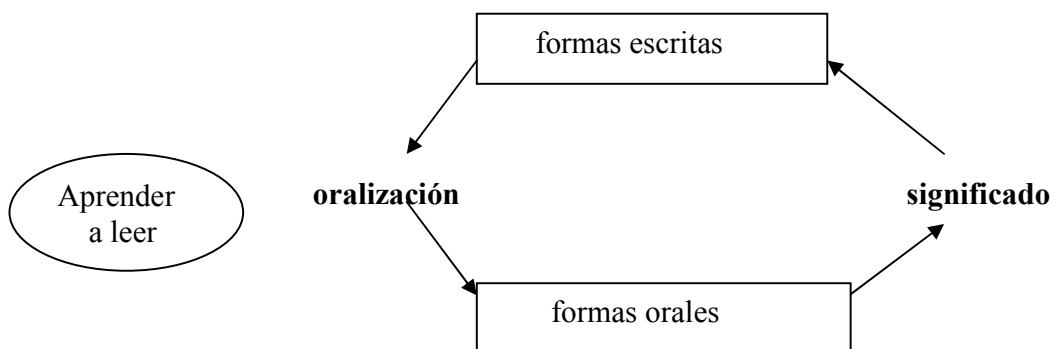 formas escritas
Aprender
a leer
oralización
significado
formas orales